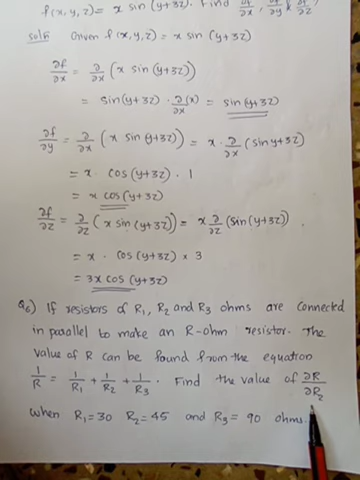 f(x,y,z) = x sin (y+3z). Find ∂f/∂x, ∂f/∂y & ∂f/∂z?
Soln Given f(x,y,z) = x sin (y+3z)
∂f/∂x = ∂/∂x (x sin (y+3z))
= sin(y+3z) · ∂/∂x (x) = sin(y+3z)
∂f/∂y = ∂/∂x (x sin (y+3z)) = x · ∂/∂x (sin y+3z)
= x · cos (y+3z) · 1
= x cos (y+3z)
∂f/∂z = ∂/∂z (x sin (y+3z)) = x ∂/∂z (sin (y+3z))
= x · cos (y+3z) × 3
= 3x cos (y+3z)
Q6) If resistors of R1, R2 and R3 ohms are connected
in parallel to make an R-ohm resistor. The
value of R can be found from the equation
1/R = 1/R1 + 1/R2 + 1/R3 . Find the value of ∂R/∂R2
when R1 = 30 R2 = 45 and R3 = 90 ohms.